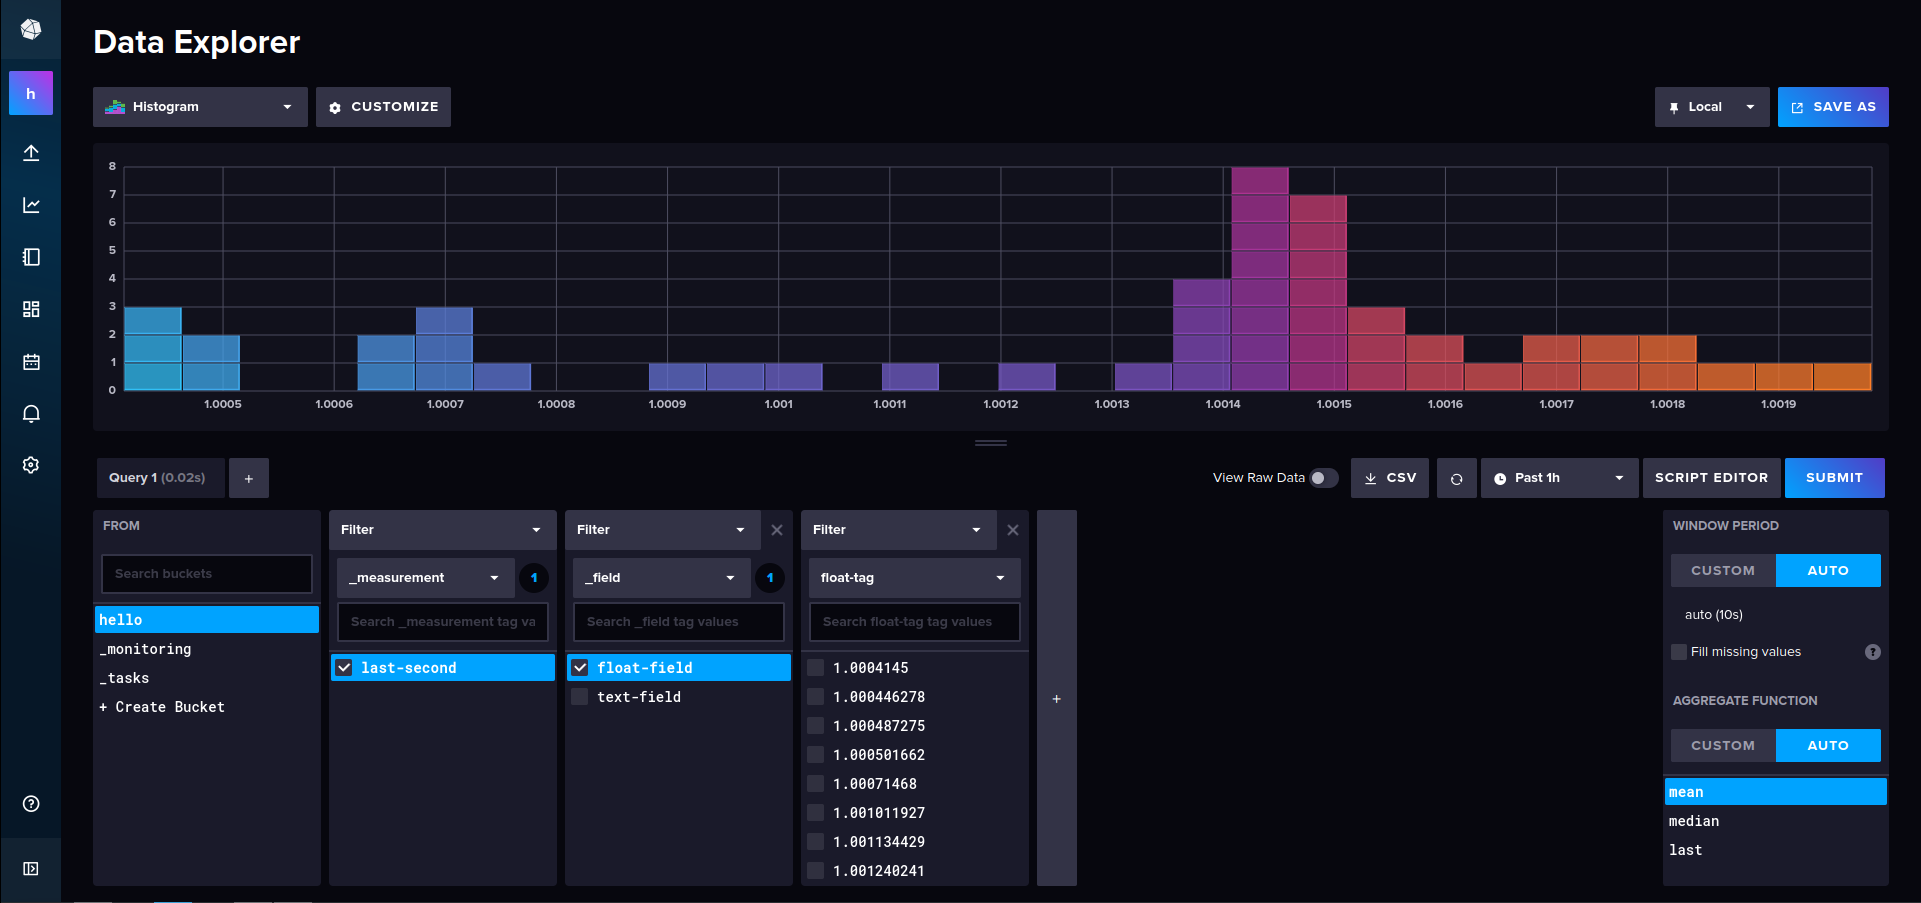 Data Explorer
h
Histogram
CUSTOMIZE
Local
SAVE AS
8
7
6
5
4
3
2
1
0
1.0005 1.0006 1.0007 1.0008 1.0009 1.001 1.0011 1.0012 1.0013 1.0014 1.0015 1.0016 1.0017 1.0018 1.0019
Query 1 (0.02s)
+
View Raw Data
CSV
Past 1h
SCRIPT EDITOR
SUBMIT
FROM
Search buckets
hello
_monitoring
_tasks
+ Create Bucket
Filter
_measurement
1
Search _measurement tag va
last-second
Filter
_field
1
Search _field tag values
float-field
text-field
Filter
float-tag
Search float-tag tag values
1.0004145
1.000446278
1.000487275
1.000501662
1.00071468
1.001011927
1.001134429
1.001240241
+
WINDOW PERIOD
CUSTOM
AUTO
auto (10s)
Fill missing values
?
AGGREGATE FUNCTION
CUSTOM
AUTO
mean
median
last
?